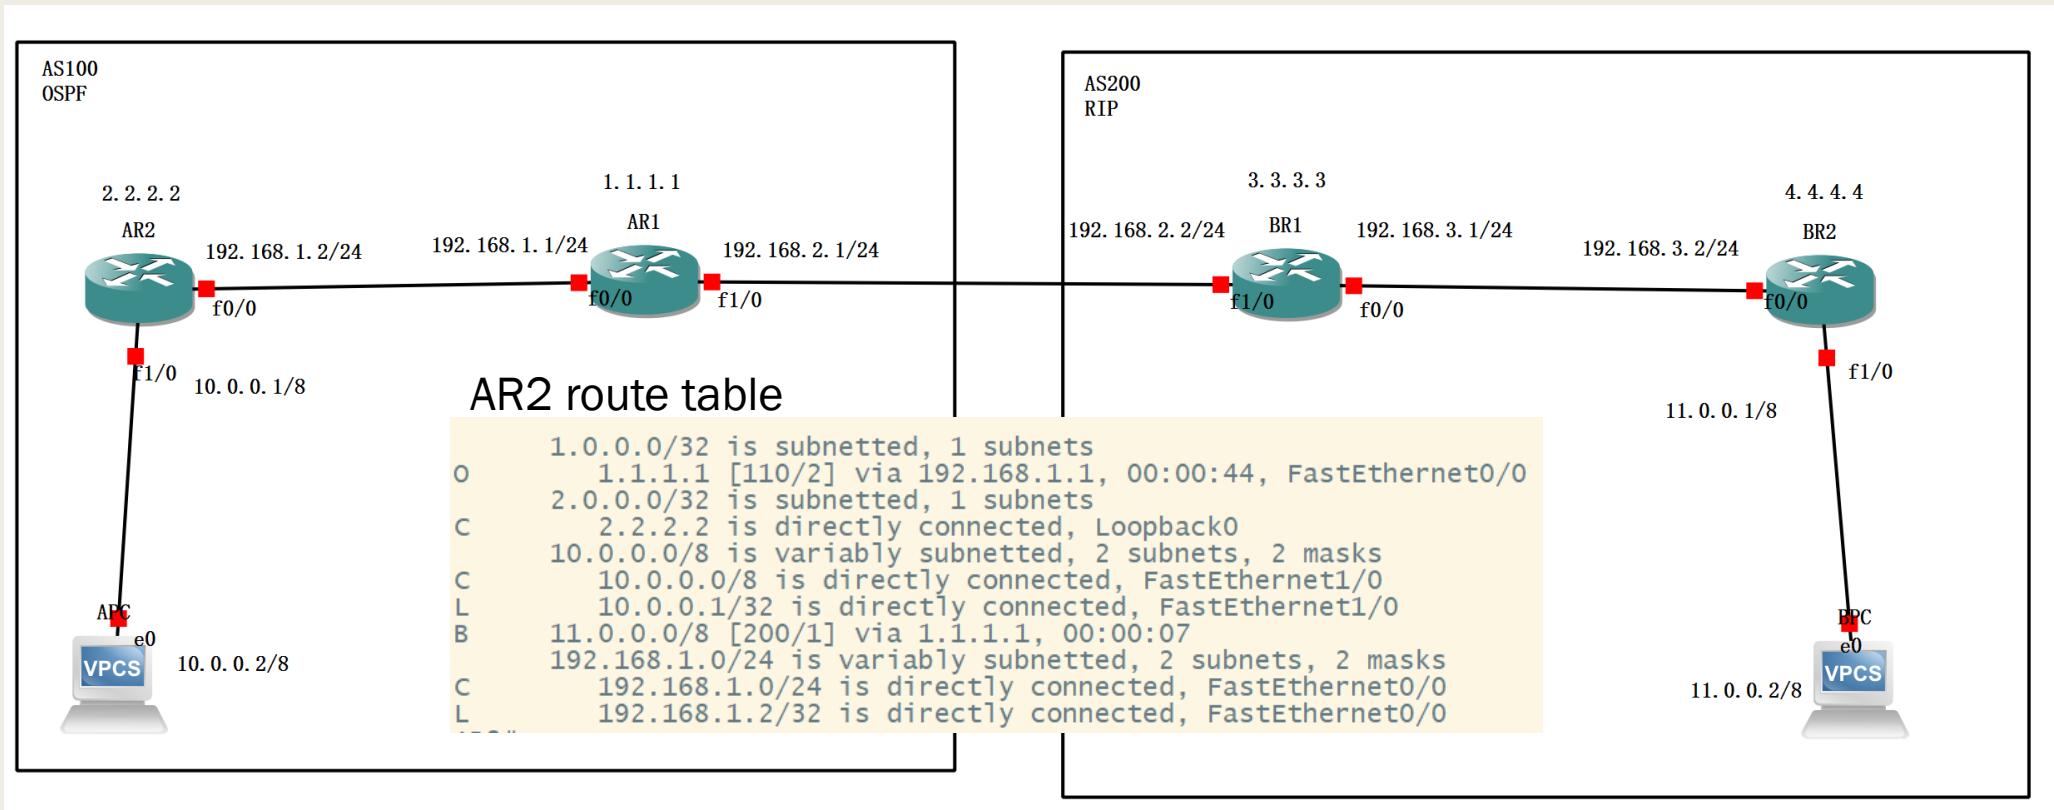 AS100
OSPF
AS200
RIP
2.2.2.2
AR2
192.168.1.2/24
f0/0
f1/0
10.0.0.1/8
1.1.1.1
AR1
192.168.1.1/24
f0/0
192.168.2.1/24
f1/0
3.3.3.3
BR1
192.168.2.2/24
f1/0
192.168.3.1/24
f0/0
4.4.4.4
BR2
192.168.3.2/24
f0/0
f1/0
11.0.0.1/8
AR2 route table
1.0.0.0/32 is subnetted, 1 subnets
O 1.1.1.1 [110/2] via 192.168.1.1, 00:00:44, FastEthernet0/0
2.0.0.0/32 is subnetted, 1 subnets
C 2.2.2.2 is directly connected, Loopback0
10.0.0.0/8 is variably subnetted, 2 subnets, 2 masks
C 10.0.0.0/8 is directly connected, FastEthernet1/0
L 10.0.0.1/32 is directly connected, FastEthernet1/0
B 11.0.0.0/8 [200/1] via 1.1.1.1, 00:00:07
192.168.1.0/24 is variably subnetted, 2 subnets, 2 masks
C 192.168.1.0/24 is directly connected, FastEthernet0/0
L 192.168.1.2/32 is directly connected, FastEthernet0/0
APC
e0
VPCS
10.0.0.2/8
BPC
e0
VPCS
11.0.0.2/8